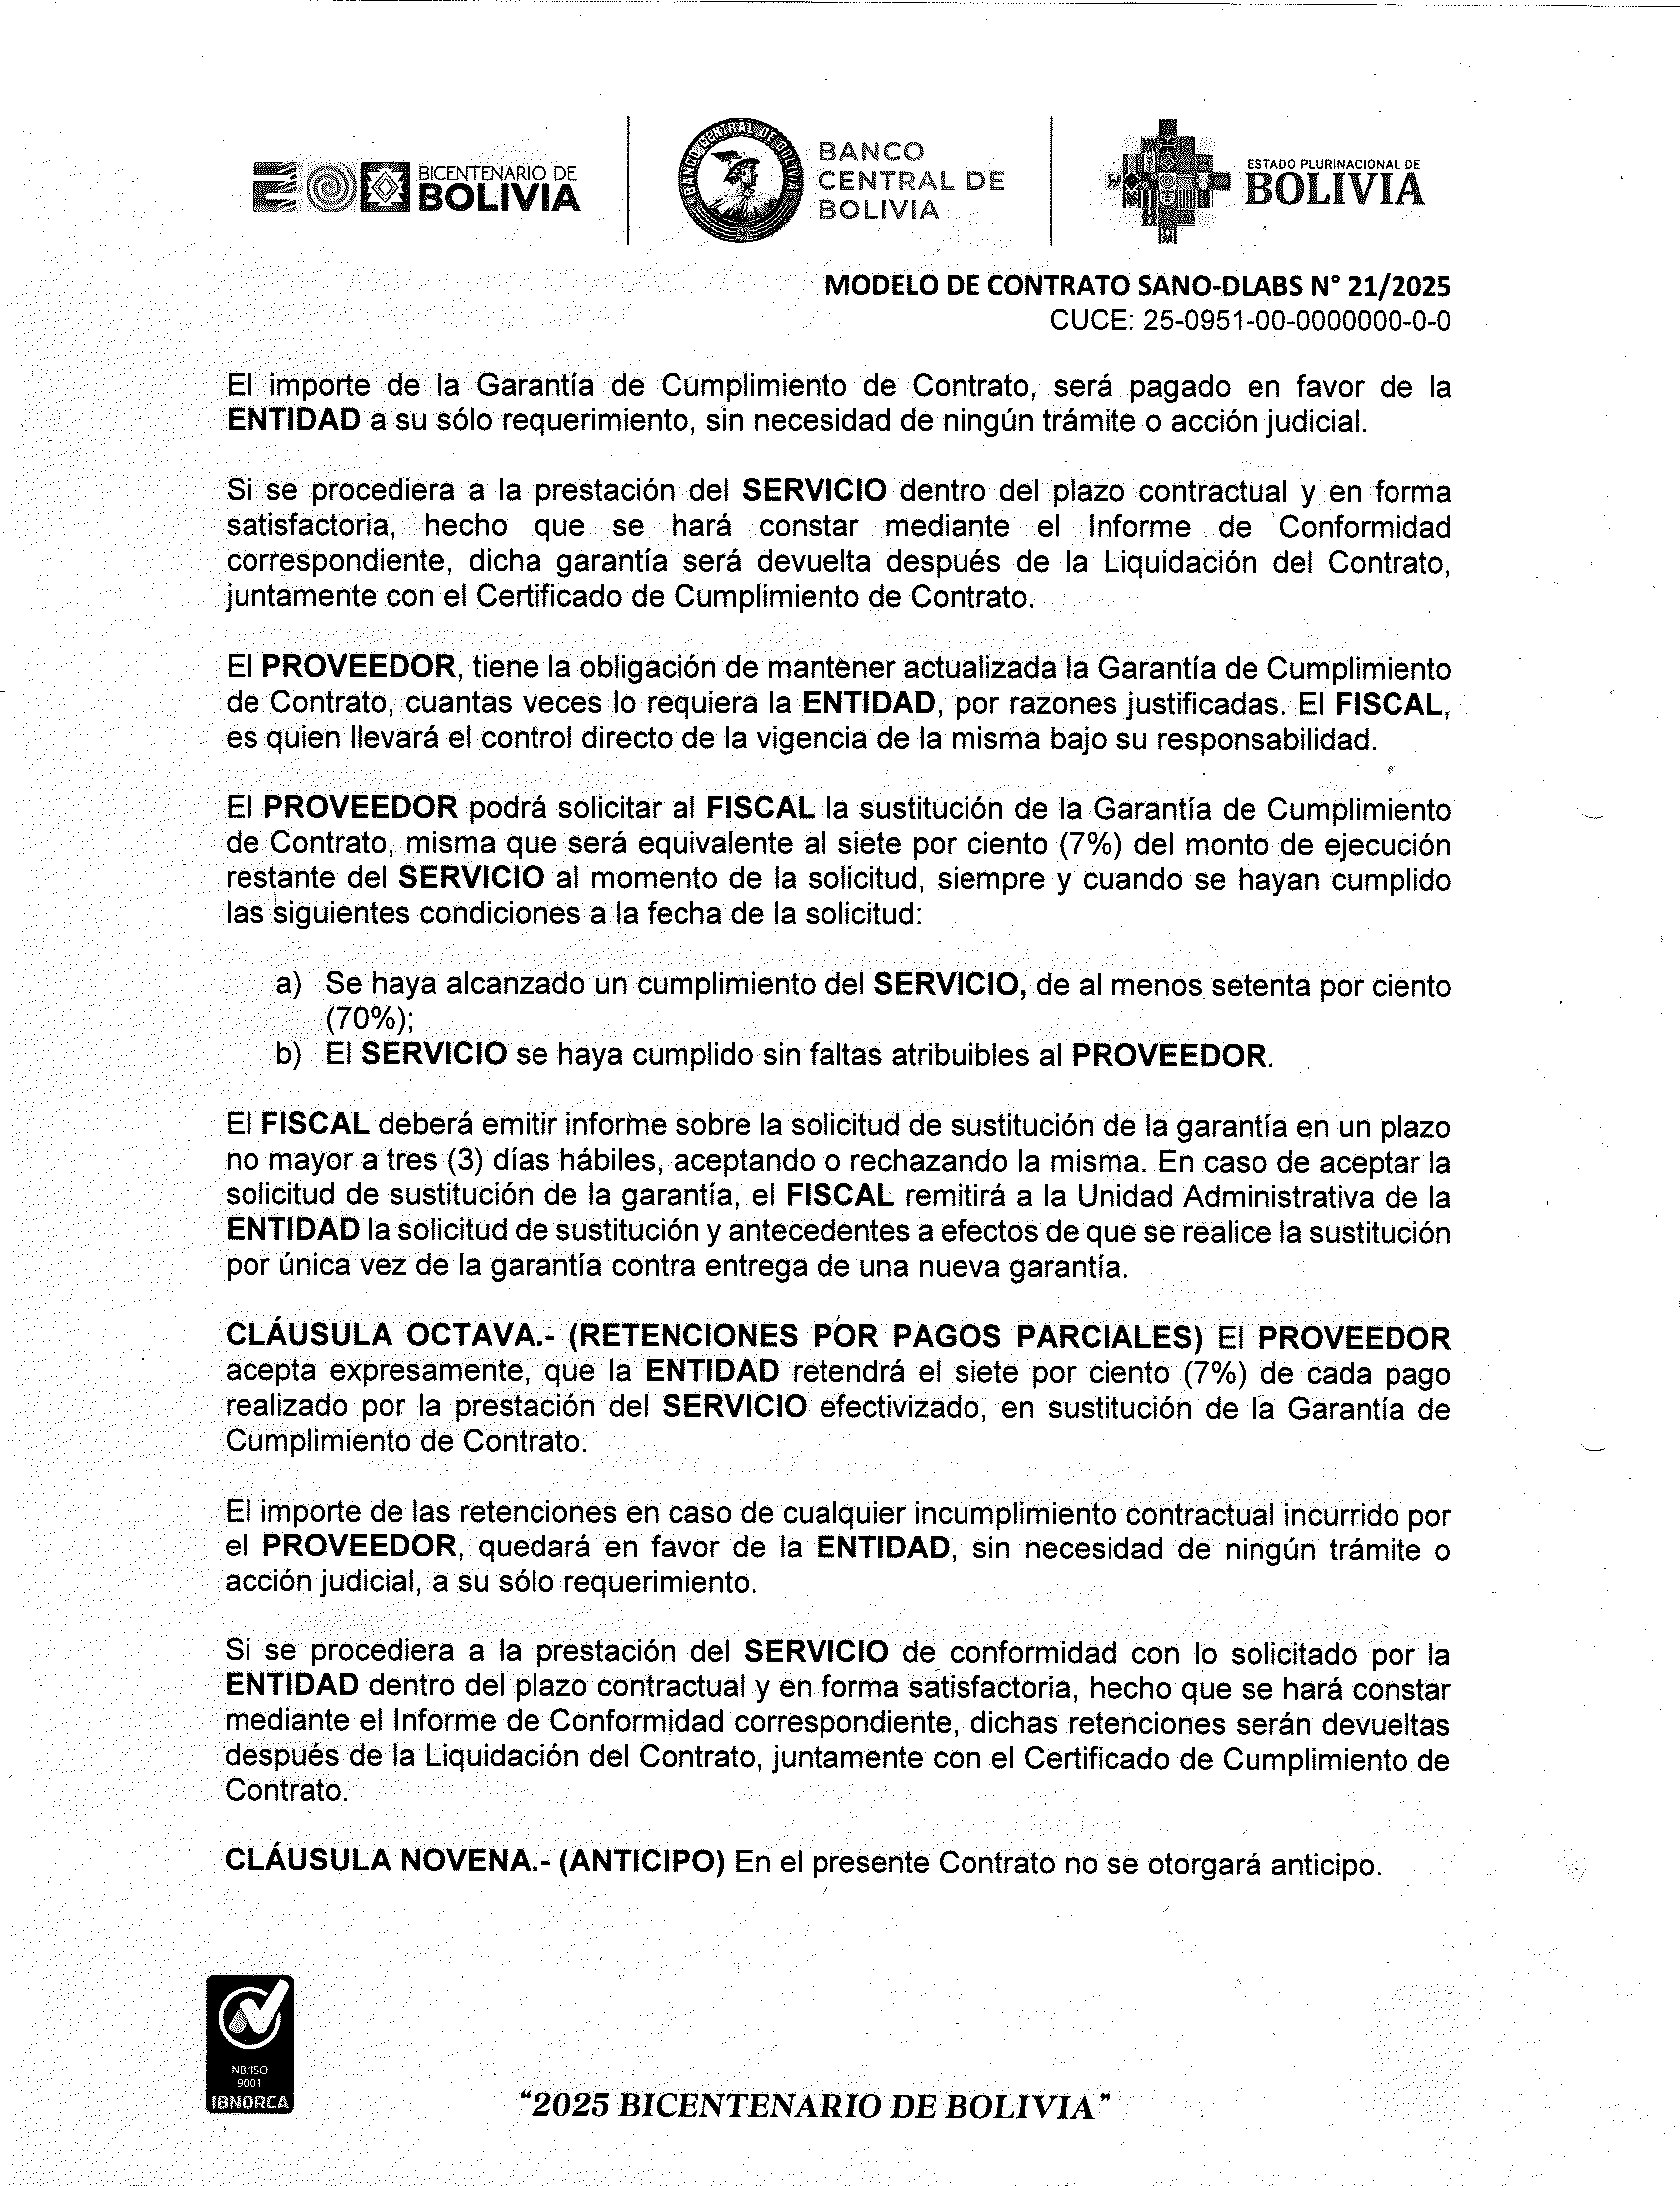 BICENTENARIO DE
BOLIVIA
BANCO CENTRAL DE BOLIVIA
BANCO
CENTRAL DE
BOLIVIA
ESTADO PLURINACIONAL DE
BOLIVIA
MODELO DE CONTRATO SANO-DLABS N° 21/2025
CUCE: 25-0951-00-0000000-0-0
El importe de la Garantía de Cumplimiento de Contrato, será pagado en favor de la
ENTIDAD a su sólo requerimiento, sin necesidad de ningún trámite o acción judicial.
Si se procediera a la prestación del SERVICIO dentro del plazo contractual y en forma
satisfactoria, hecho que se hará constar mediante el Informe de Conformidad
correspondiente, dicha garantía será devuelta después de la Liquidación del Contrato,
juntamente con el Certificado de Cumplimiento de Contrato.
El PROVEEDOR, tiene la obligación de mantener actualizada la Garantía de Cumplimiento
de Contrato, cuantas veces lo requiera la ENTIDAD, por razones justificadas. El FISCAL,
es quien llevará el control directo de la vigencia de la misma bajo su responsabilidad.
El PROVEEDOR podrá solicitar al FISCAL la sustitución de la Garantía de Cumplimiento
de Contrato, misma que será equivalente al siete por ciento (7%) del monto de ejecución
restante del SERVICIO al momento de la solicitud, siempre y cuando se hayan cumplido
las siguientes condiciones a la fecha de la solicitud:
a) Se haya alcanzado un cumplimiento del SERVICIO, de al menos setenta por ciento
(70%);
b) El SERVICIO se haya cumplido sin faltas atribuibles al PROVEEDOR.
El FISCAL deberá emitir informe sobre la solicitud de sustitución de la garantía en un plazo
no mayor a tres (3) días hábiles, aceptando o rechazando la misma. En caso de aceptar la
solicitud de sustitución de la garantía, el FISCAL remitirá a la Unidad Administrativa de la
ENTIDAD la solicitud de sustitución y antecedentes a efectos de que se realice la sustitución
por única vez de la garantía contra entrega de una nueva garantía.
CLÁUSULA OCTAVA.- (RETENCIONES POR PAGOS PARCIALES) El PROVEEDOR
acepta expresamente, que la ENTIDAD retendrá el siete por ciento (7%) de cada pago
realizado por la prestación del SERVICIO efectivizado, en sustitución de la Garantía de
Cumplimiento de Contrato.
El importe de las retenciones en caso de cualquier incumplimiento contractual incurrido por
el PROVEEDOR, quedará en favor de la ENTIDAD, sin necesidad de ningún trámite o
acción judicial, a su sólo requerimiento.
Si se procediera a la prestación del SERVICIO de conformidad con lo solicitado por la
ENTIDAD dentro del plazo contractual y en forma satisfactoria, hecho que se hará constar
mediante el Informe de Conformidad correspondiente, dichas retenciones serán devueltas
después de la Liquidación del Contrato, juntamente con el Certificado de Cumplimiento de
Contrato.
CLÁUSULA NOVENA.- (ANTICIPO) En el presente Contrato no se otorgará anticipo.
NB/ISO
9001
IBNORCA
"2025 BICENTENARIO DE BOLIVIA"